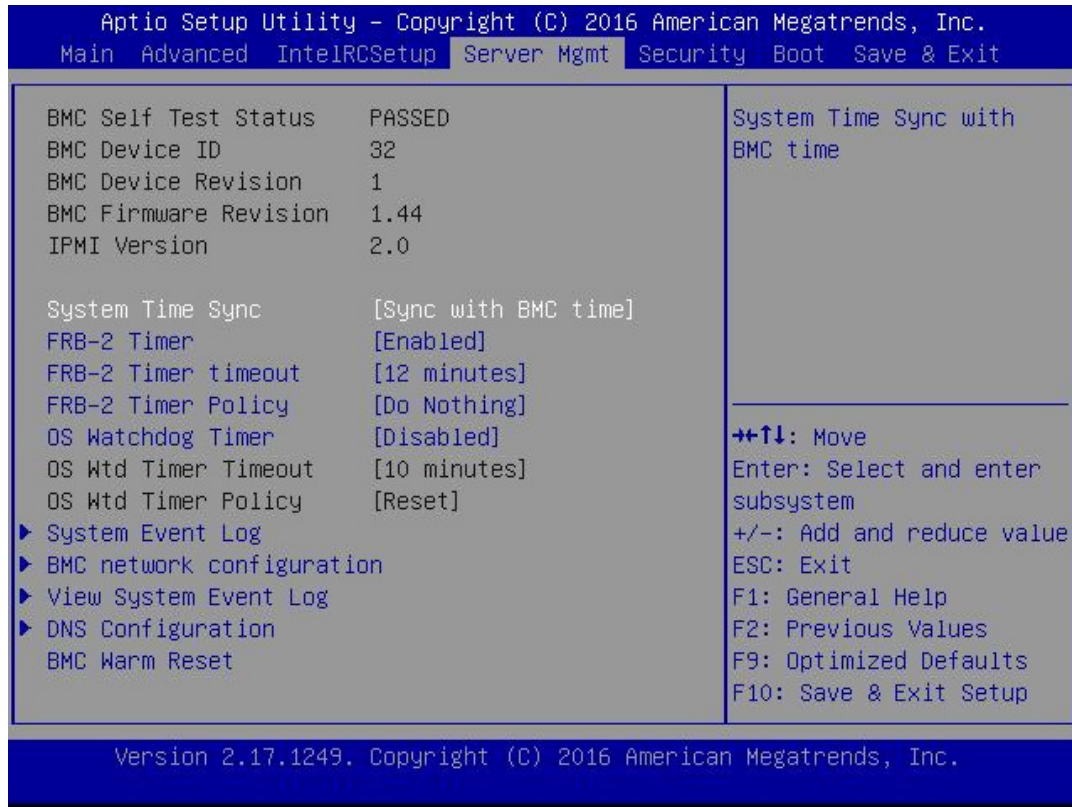 Aptio Setup Utility – Copyright (C) 2016 American Megatrends, Inc.
Main Advanced IntelRCSetup Server Mgmt Security Boot Save & Exit
BMC Self Test Status PASSED
BMC Device ID 32
BMC Device Revision 1
BMC Firmware Revision 1.44
IPMI Version 2.0
System Time Sync [Sync with BMC time]
FRB-2 Timer [Enabled]
FRB-2 Timer timeout [12 minutes]
FRB-2 Timer Policy [Do Nothing]
OS Watchdog Timer [Disabled]
OS Wtd Timer Timeout [10 minutes]
OS Wtd Timer Policy [Reset]
System Event Log
BMC network configuration
View System Event Log
DNS Configuration
BMC Warm Reset
System Time Sync with
BMC time
→←↑↓: Move
Enter: Select and enter
subsystem
+/-: Add and reduce value
ESC: Exit
F1: General Help
F2: Previous Values
F9: Optimized Defaults
F10: Save & Exit Setup
Version 2.17.1249. Copyright (C) 2016 American Megatrends, Inc.